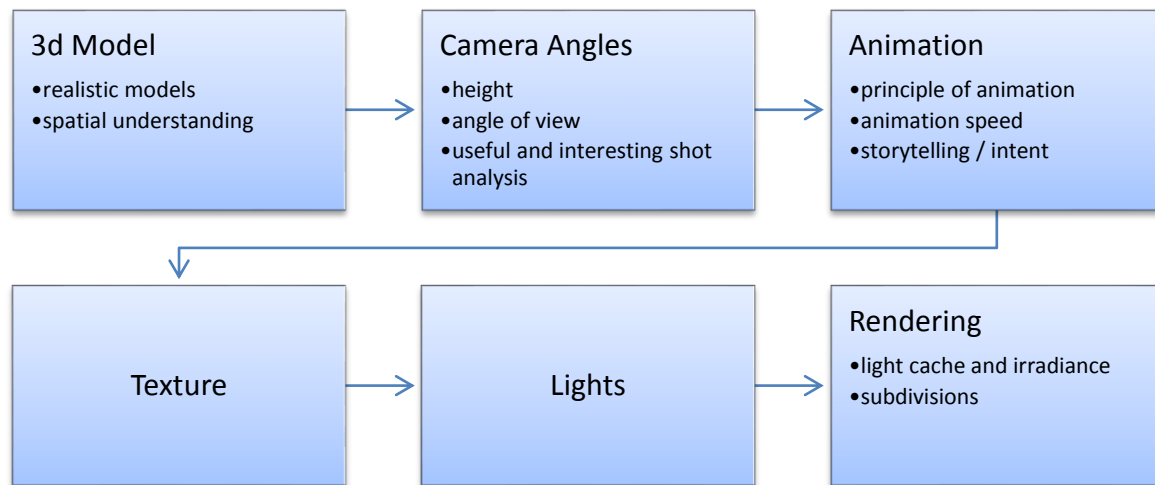 3d Model
•realistic models
•spatial understanding
Camera Angles
•height
•angle of view
•useful and interesting shot
analysis
Animation
•principle of animation
•animation speed
•storytelling / intent
Texture
Lights
Rendering
•light cache and irradiance
•subdivisions